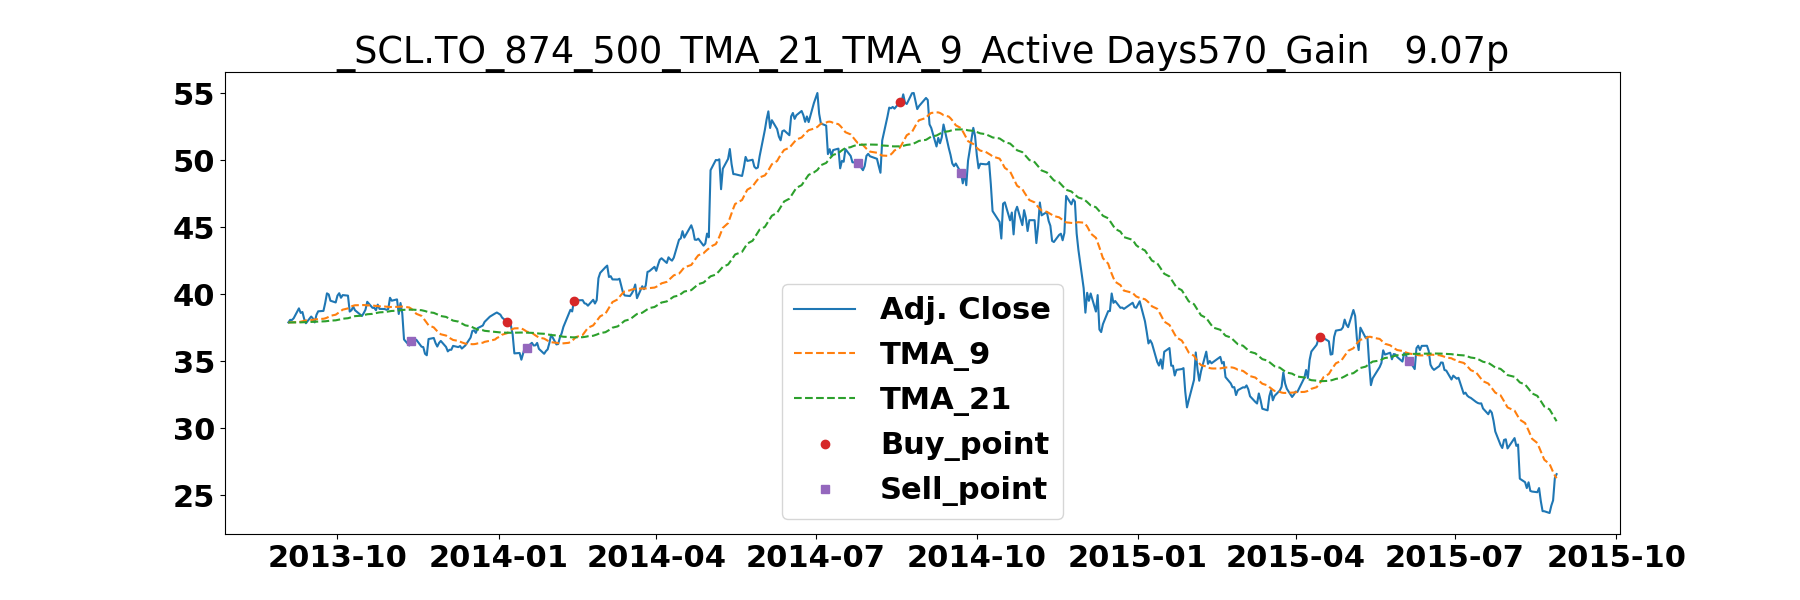 _SCL.TO_874_500_TMA_21_TMA_9_Active Days570_Gain   9.07p
55
50
45
40
35
30
25
Adj. Close
TMA_9
TMA_21
Buy_point
Sell_point
2013-10 2014-01 2014-04 2014-07 2014-10 2015-01 2015-04 2015-07 2015-10